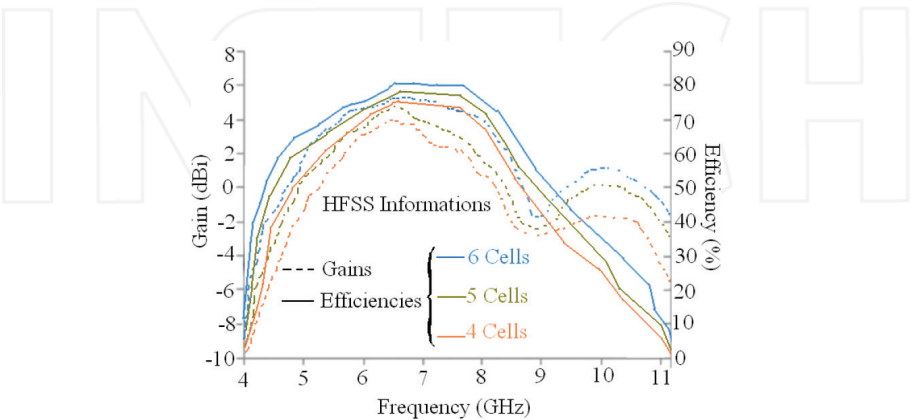 INTECH
8
6
4
2
0
-2
-4
-6
-8
-10
Gain (dBi)
90
80
70
60
50
40
30
20
10
0
Efficiency (%)
HFSS Informations
Gains
Efficiencies
6 Cells
5 Cells
4 Cells
4 5 6 7 8 9 10 11
Frequency (GHz)